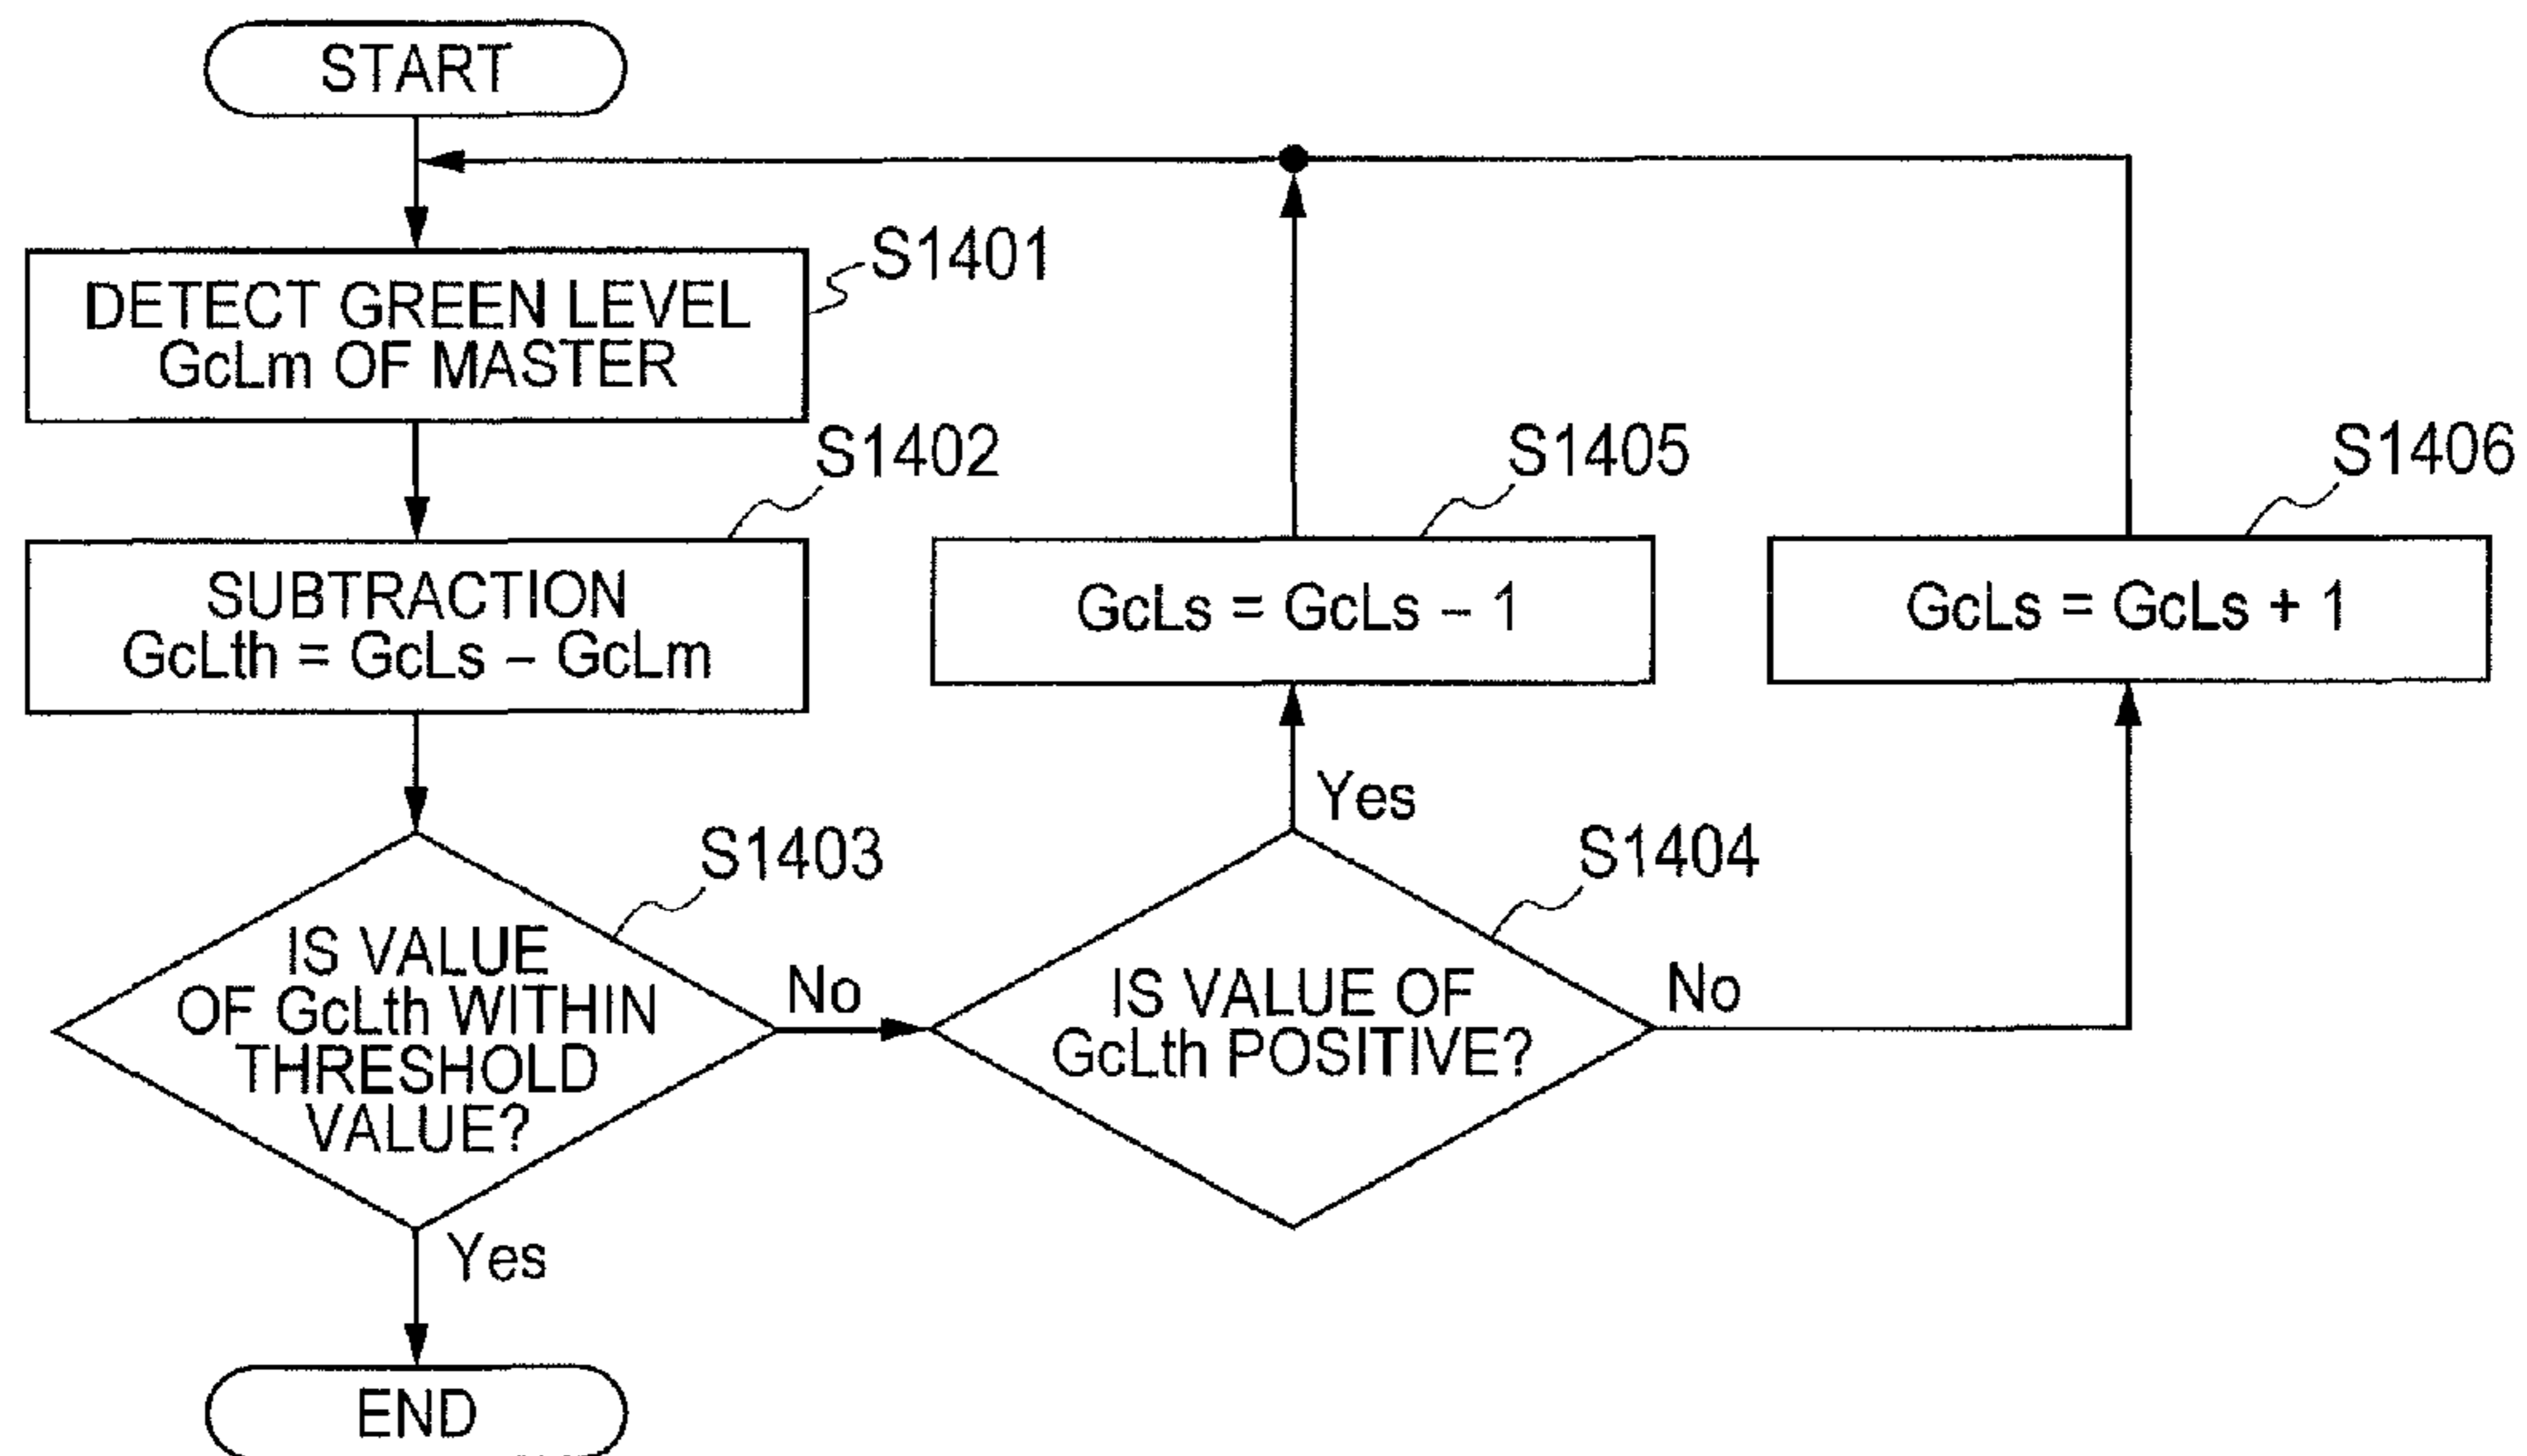 START
S1401
DETECT GREEN LEVEL
GcLm OF MASTER
S1402
SUBTRACTION
GcLth = GcLs – GcLm
S1405
GcLs = GcLs – 1
S1406
GcLs = GcLs + 1
S1403
IS VALUE
OF GcLth WITHIN
THRESHOLD
VALUE?
No
Yes
S1404
IS VALUE OF
GcLth POSITIVE?
Yes
No
END